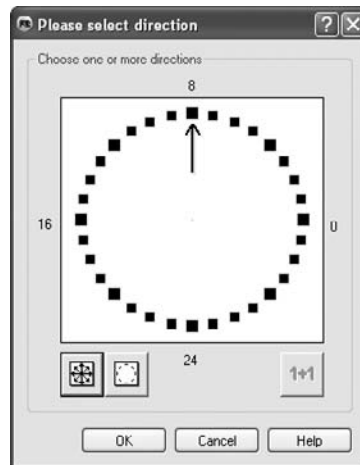 Please select direction
Choose one or more directions
8
16
0
24
1+1
OK
Cancel
Help